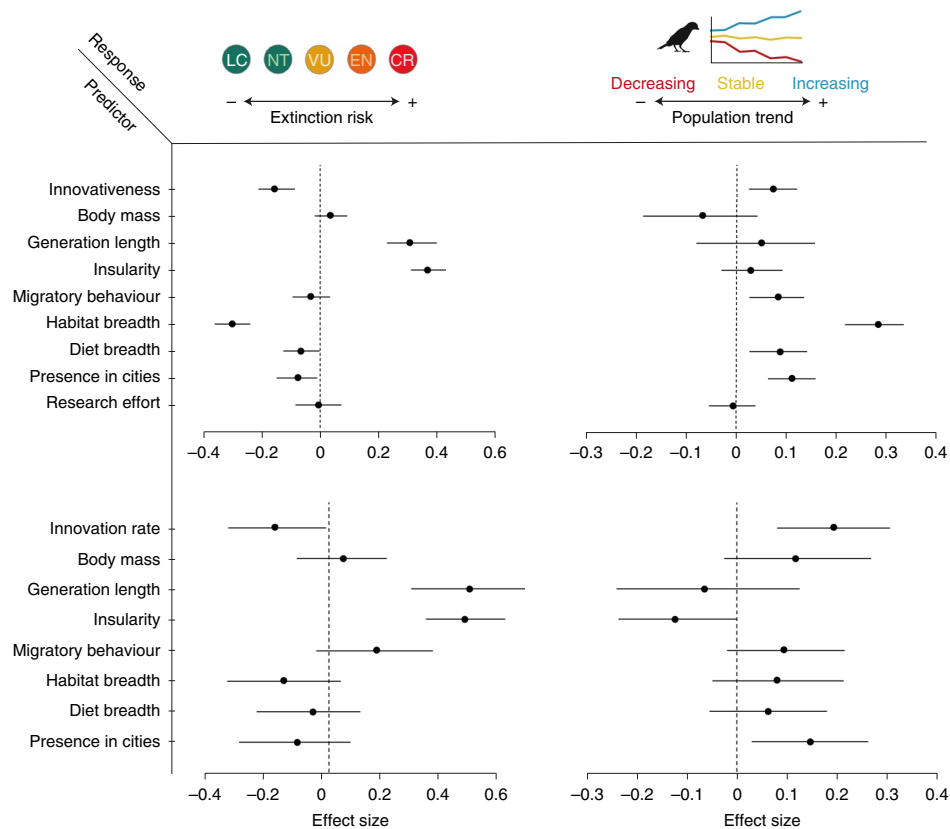 Response
Predictor
LC NT VU EN CR
− +
Extinction risk
Decreasing Stable Increasing
− +
Population trend
Innovativeness
Body mass
Generation length
Insularity
Migratory behaviour
Habitat breadth
Diet breadth
Presence in cities
Research effort
−0.4 −0.2 0 0.2 0.4 0.6
−0.3 −0.2 −0.1 0 0.1 0.2 0.3 0.4
Innovation rate
Body mass
Generation length
Insularity
Migratory behaviour
Habitat breadth
Diet breadth
Presence in cities
−0.4 −0.2 0 0.2 0.4 0.6
−0.3 −0.2 −0.1 0 0.1 0.2 0.3 0.4
Effect size
Effect size